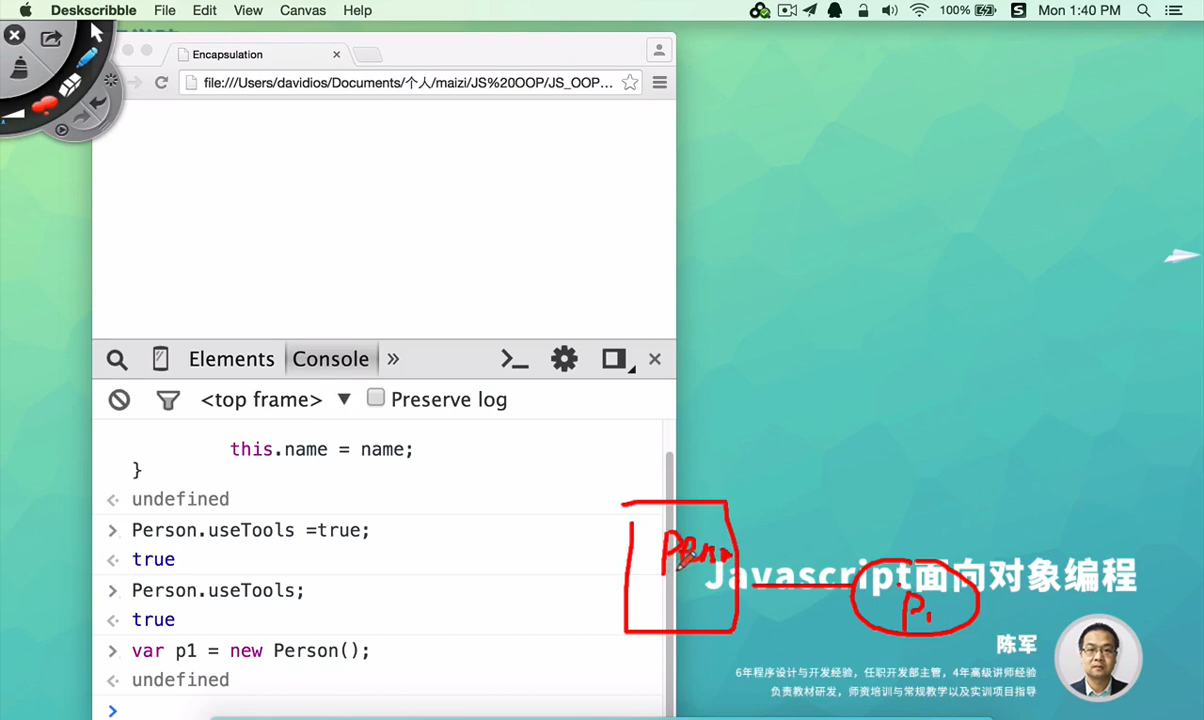 Deskscribble File Edit View Canvas Help 100% Mon 1:40 PM
Encapsulation
file:///Users/davidios/Documents/个人/maizi/JS%20OOP/JS_OOP...
Elements Console »
<top frame> ▼ Preserve log
this.name = name;
}
undefined
Person.useTools =true;
true
Person.useTools;
true
var p1 = new Person();
undefined
Person
Javascript面向对象编程
P1
陈军
6年程序设计与开发经验，任职开发部主管，4年高级讲师经验
负责教材研发，师资培训与常规教学以及实训项目指导